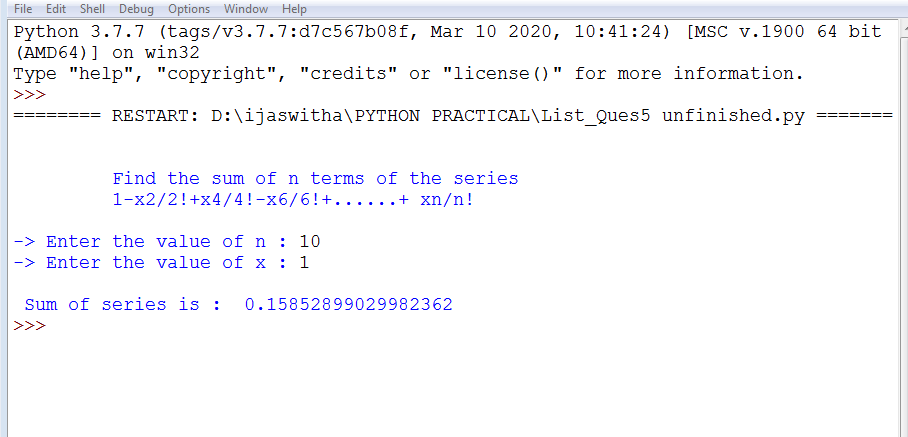 File Edit Shell Debug Options Window Help
Python 3.7.7 (tags/v3.7.7:d7c567b08f, Mar 10 2020, 10:41:24) [MSC v.1900 64 bit
(AMD64)] on win32
Type "help", "copyright", "credits" or "license()" for more information.
>>>
======== RESTART: D:\ijaswitha\PYTHON PRACTICAL\List_Ques5 unfinished.py =======
Find the sum of n terms of the series
1-x2/2!+x4/4!-x6/6!+......+ xn/n!
-> Enter the value of n : 10
-> Enter the value of x : 1
Sum of series is :  0.15852899029982362
>>>